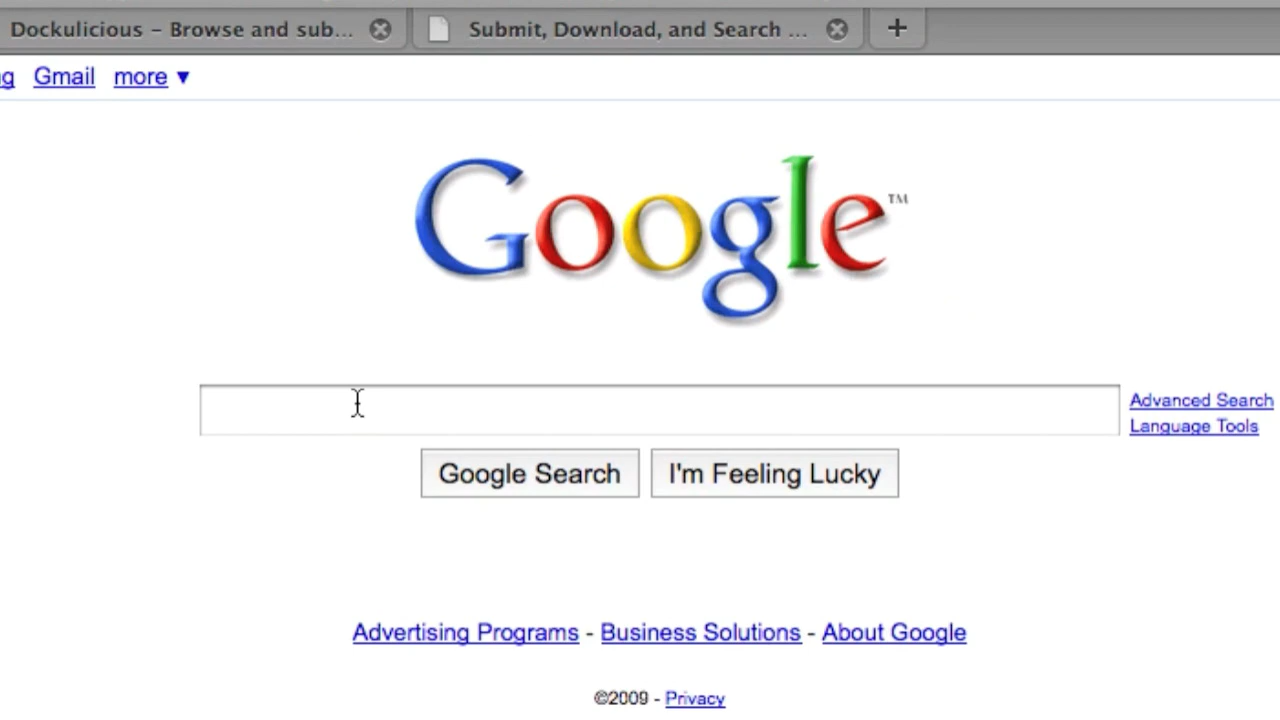 Dockulicious – Browse and sub... Submit, Download, and Search ... +
Gmail more ▼
Google™
Advanced Search
Language Tools
Google Search I'm Feeling Lucky
Advertising Programs - Business Solutions - About Google
©2009 - Privacy